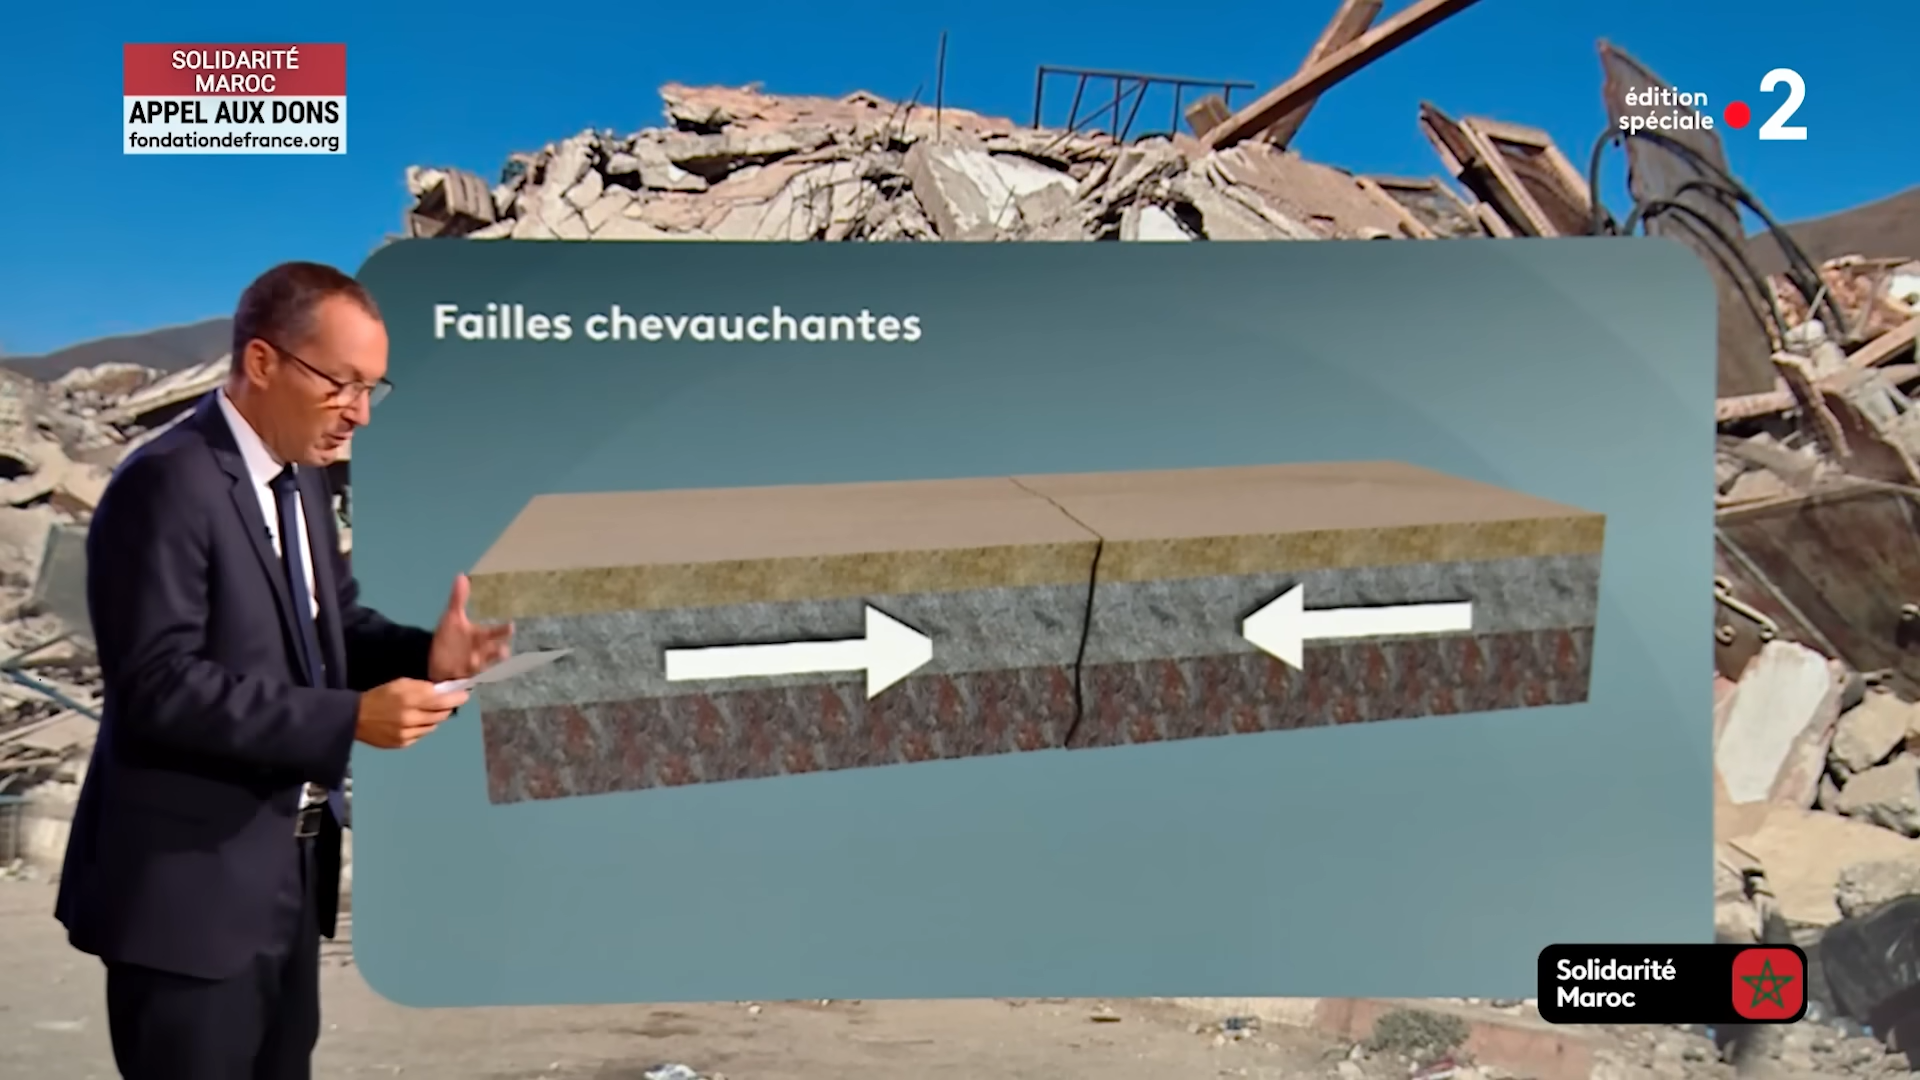 SOLIDARITÉ
MAROC
APPEL AUX DONS
fondationdefrance.org
édition
spéciale
2
Failles chevauchantes
Solidarité
Maroc